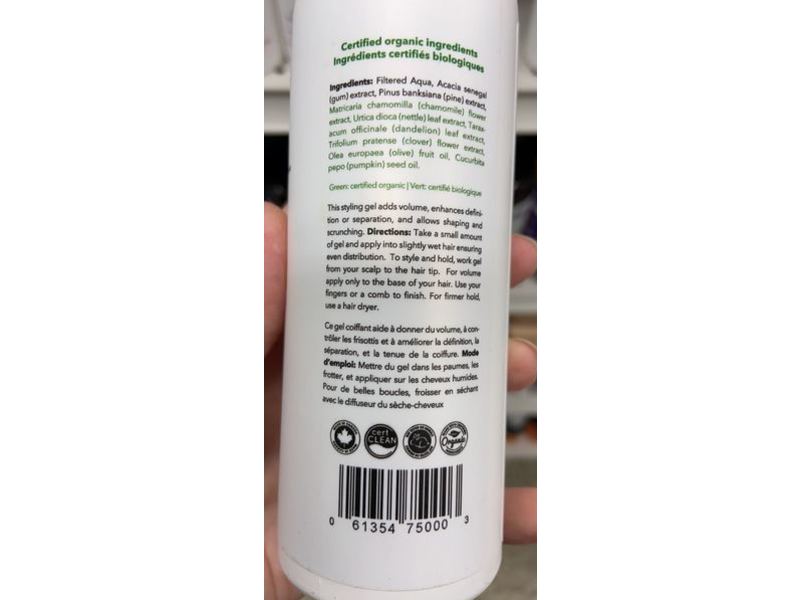 Certified organic ingredients
Ingrédients certifiés biologiques
Ingredients: Filtered Aqua, Acacia senegal
(gum) extract, Pinus banksiana (pine) extract,
Matricaria chamomilla (chamomile) flower
extract, Urtica dioca (nettle) leaf extract, Tarax-
acum officinale (dandelion) leaf extract,
Trifolium pratense (clover) flower extract,
Olea europaea (olive) fruit oil, Cucurbita
pepo (pumpkin) seed oil.
Green: certified organic | Vert: certifié biologique
This styling gel adds volume, enhances defini-
tion or separation, and allows shaping and
scrunching. Directions: Take a small amount
of gel and apply into slightly wet hair ensuring
even distribution. To style and hold, work gel
from your scalp to the hair tip. For volume
apply only to the base of your hair. Use your
fingers or a comb to finish. For firmer hold,
use a hair dryer.
Ce gel coiffant aide à donner du volume, à con-
trôler les frisottis et à améliorer la définition, la
séparation, et la tenue de la coiffure. Mode
d'emploi: Mettre du gel dans les paumes, les
frotter, et appliquer sur les cheveux humides.
Pour de belles boucles, froisser en séchant
avec le diffuseur du sèche-cheveux
cert
CLEAN
Organic
0 61354 75000 3